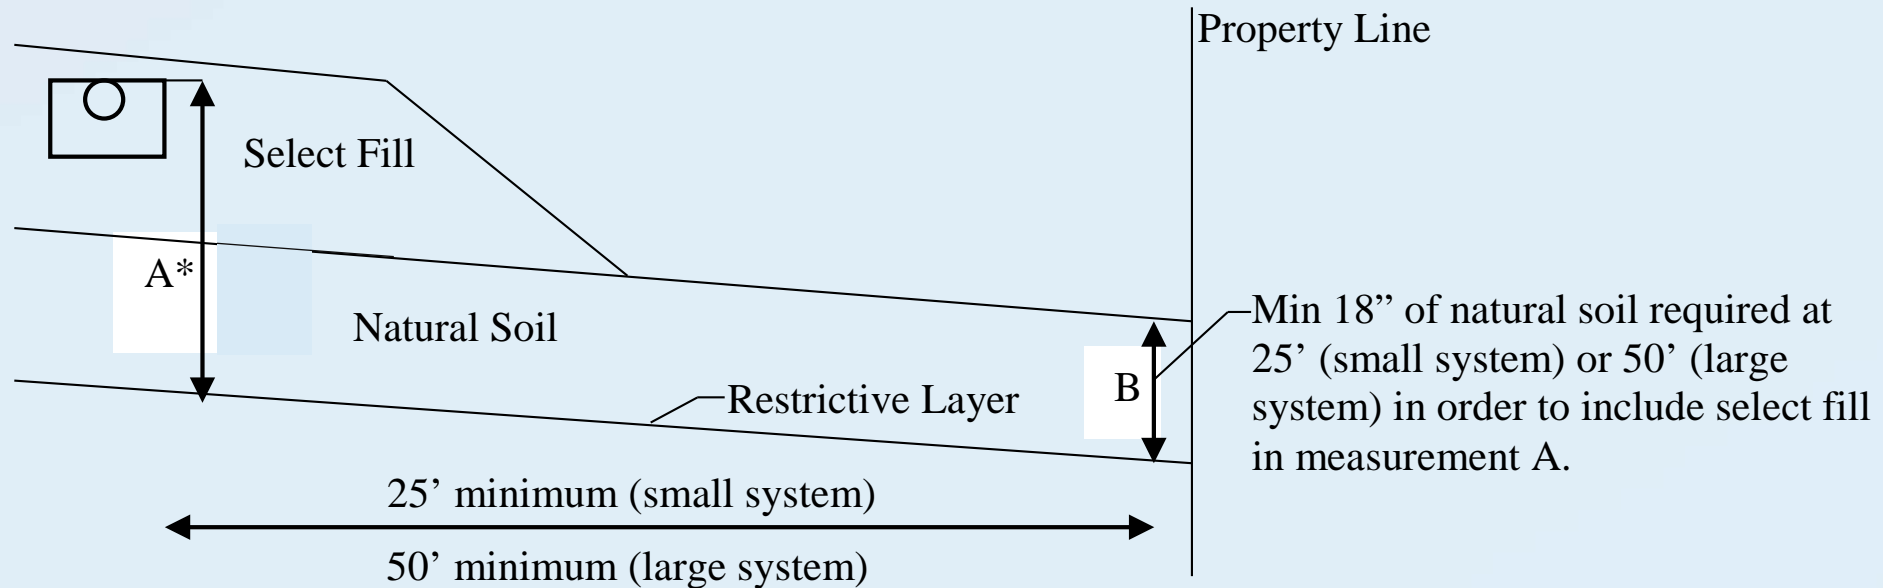 Property Line
Select Fill
A*
Natural Soil
Min 18” of natural soil required at
25’ (small system) or 50’ (large
system) in order to include select fill
in measurement A.
B
Restrictive Layer
25’ minimum (small system)
50’ minimum (large system)